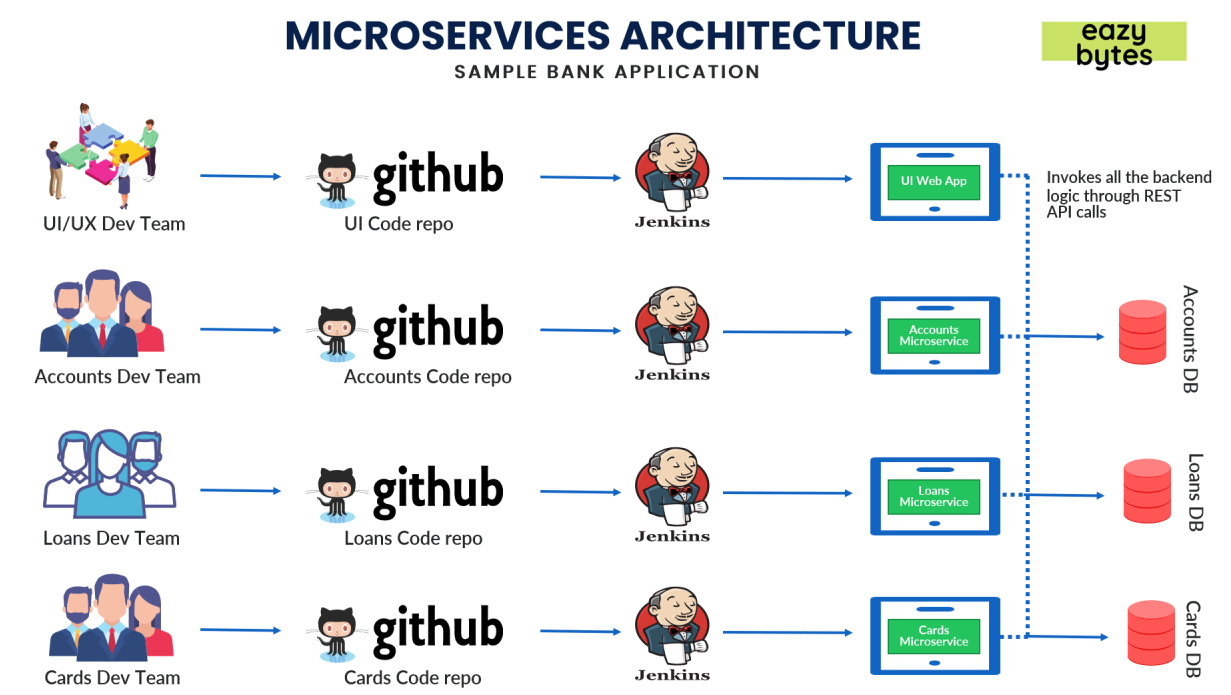 MICROSERVICES ARCHITECTURE
SAMPLE BANK APPLICATION
eazy
bytes
github
Jenkins
UI Web App
Invokes all the backend
logic through REST
API calls
UI/UX Dev Team
UI Code repo
github
Jenkins
Accounts
Microservice
Accounts DB
Accounts Dev Team
Accounts Code repo
github
Jenkins
Loans
Microservice
Loans DB
Loans Dev Team
Loans Code repo
github
Jenkins
Cards
Microservice
Cards DB
Cards Dev Team
Cards Code repo